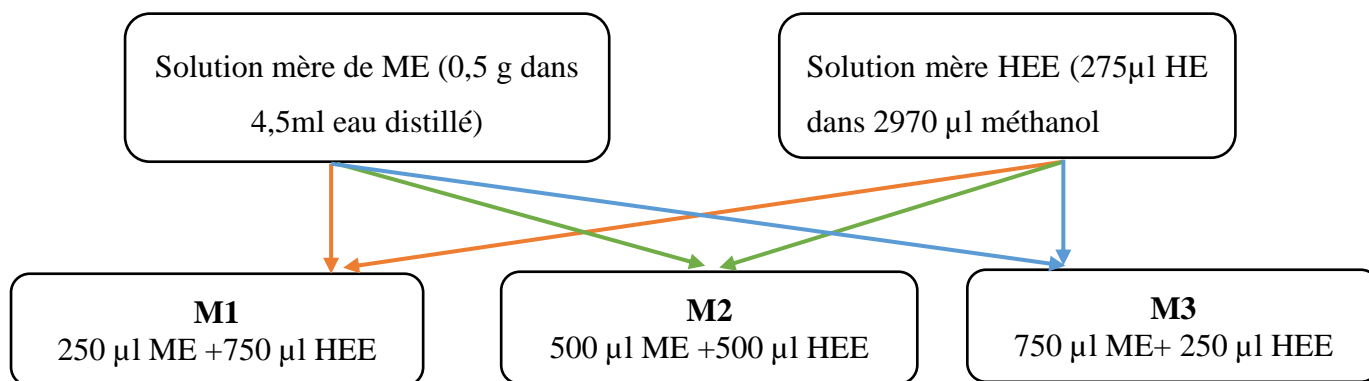 Solution mère de ME (0,5 g dans
4,5ml eau distillé)
Solution mère HEE (275µl HE
dans 2970 µl méthanol
M1
250 µl ME +750 µl HEE
M2
500 µl ME +500 µl HEE
M3
750 µl ME+ 250 µl HEE